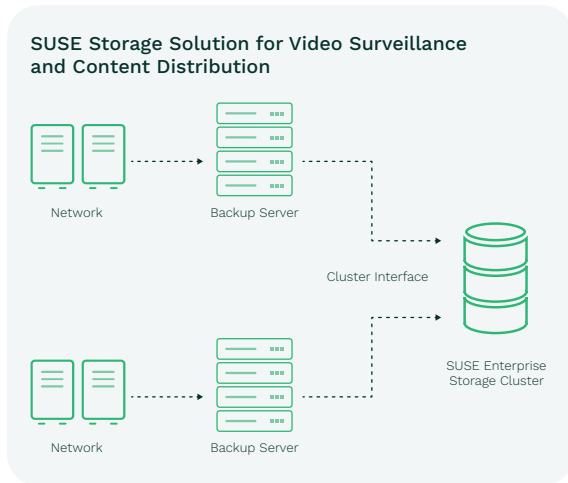 SUSE Storage Solution for Video Surveillance
and Content Distribution
Network
Backup Server
Cluster Interface
SUSE Enterprise
Storage Cluster
Network
Backup Server